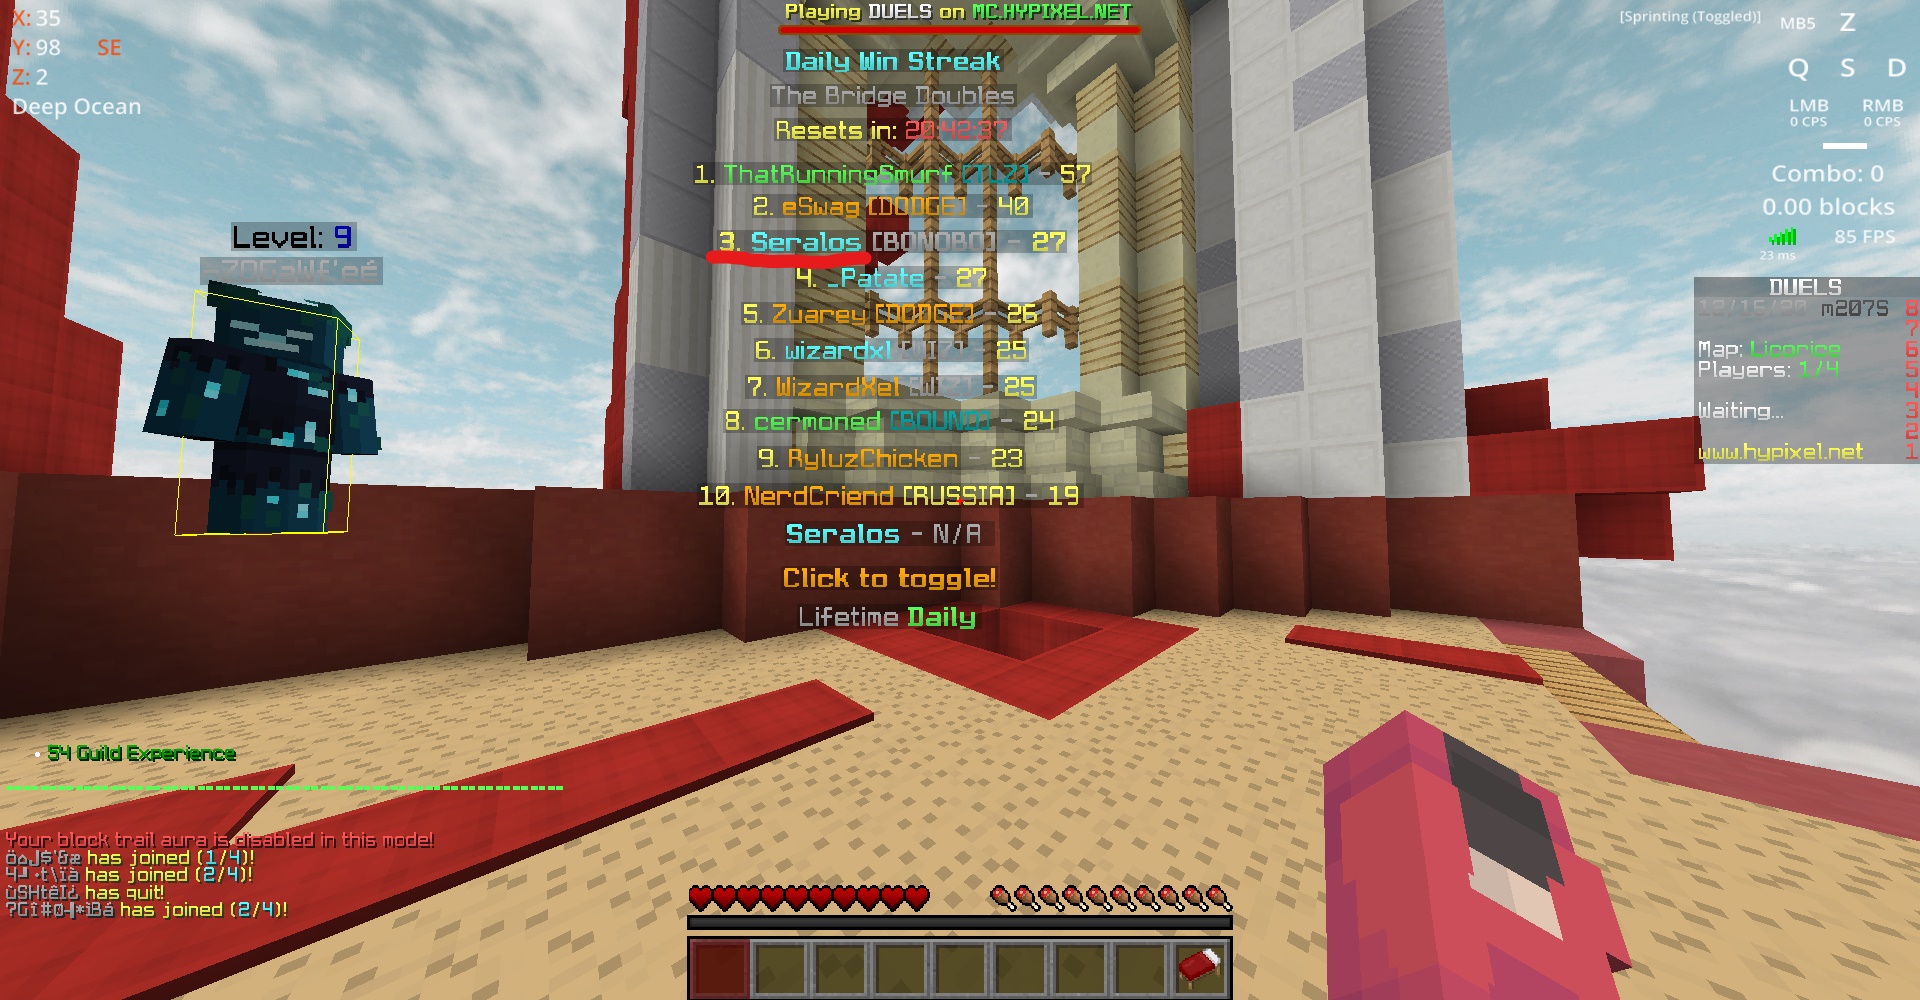 X: 35
Y: 98 SE
Z: 2
Deep Ocean
Playing DUELS on MC.HYPIXEL.NET
Daily Win Streak
The Bridge Doubles
Resets in: 20:42:37
1. ThatRunningSmurf [TLZ] - 57
2. eSwag [DODGE] - 40
3. Seralos [BONOBO] - 27
4. _Patate - 27
5. Zuarey [DODGE] - 26
6. wizardxl [WIZ] - 25
7. WizardXel [WIZ] - 25
8. cermoned [BOUND] - 24
9. RyluzChicken - 23
10. NerdCriend [RUSSIA] - 19
Seralos - N/A
Click to toggle!
Lifetime Daily
Level: 9
[Sprinting (Toggled)]
MB5 Z
Q S D
LMB RMB
0 CPS 0 CPS
Combo: 0
0.00 blocks
85 FPS
23 ms
DUELS
12/15/20 m207S 8
7
Map: Licorice 6
Players: 1/4 5
4
Waiting... 3
2
www.hypixel.net 1
• 54 Guild Experience
Your block trail aura is disabled in this mode!
has joined (1/4)!
has joined (2/4)!
has quit!
has joined (2/4)!